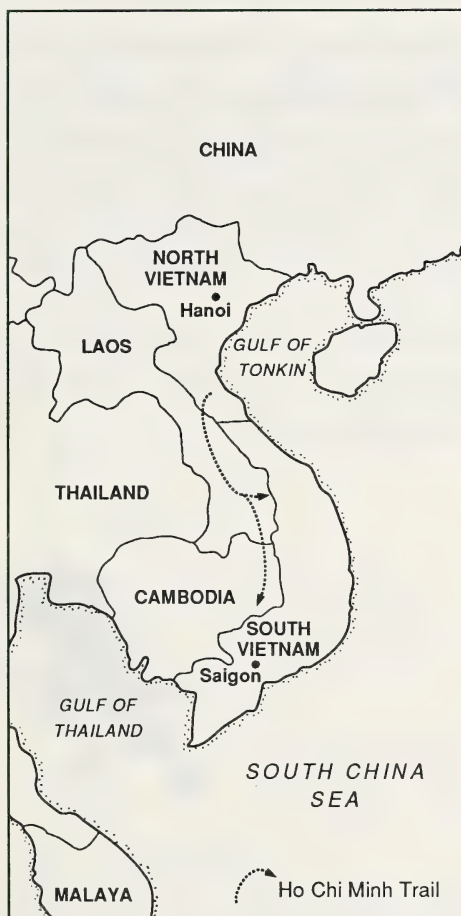 CHINA
NORTH
VIETNAM
Hanoi
LAOS
GULF OF
TONKIN
THAILAND
CAMBODIA
SOUTH
VIETNAM
Saigon
GULF OF
THAILAND
SOUTH CHINA
SEA
MALAYA
Ho Chi Minh Trail